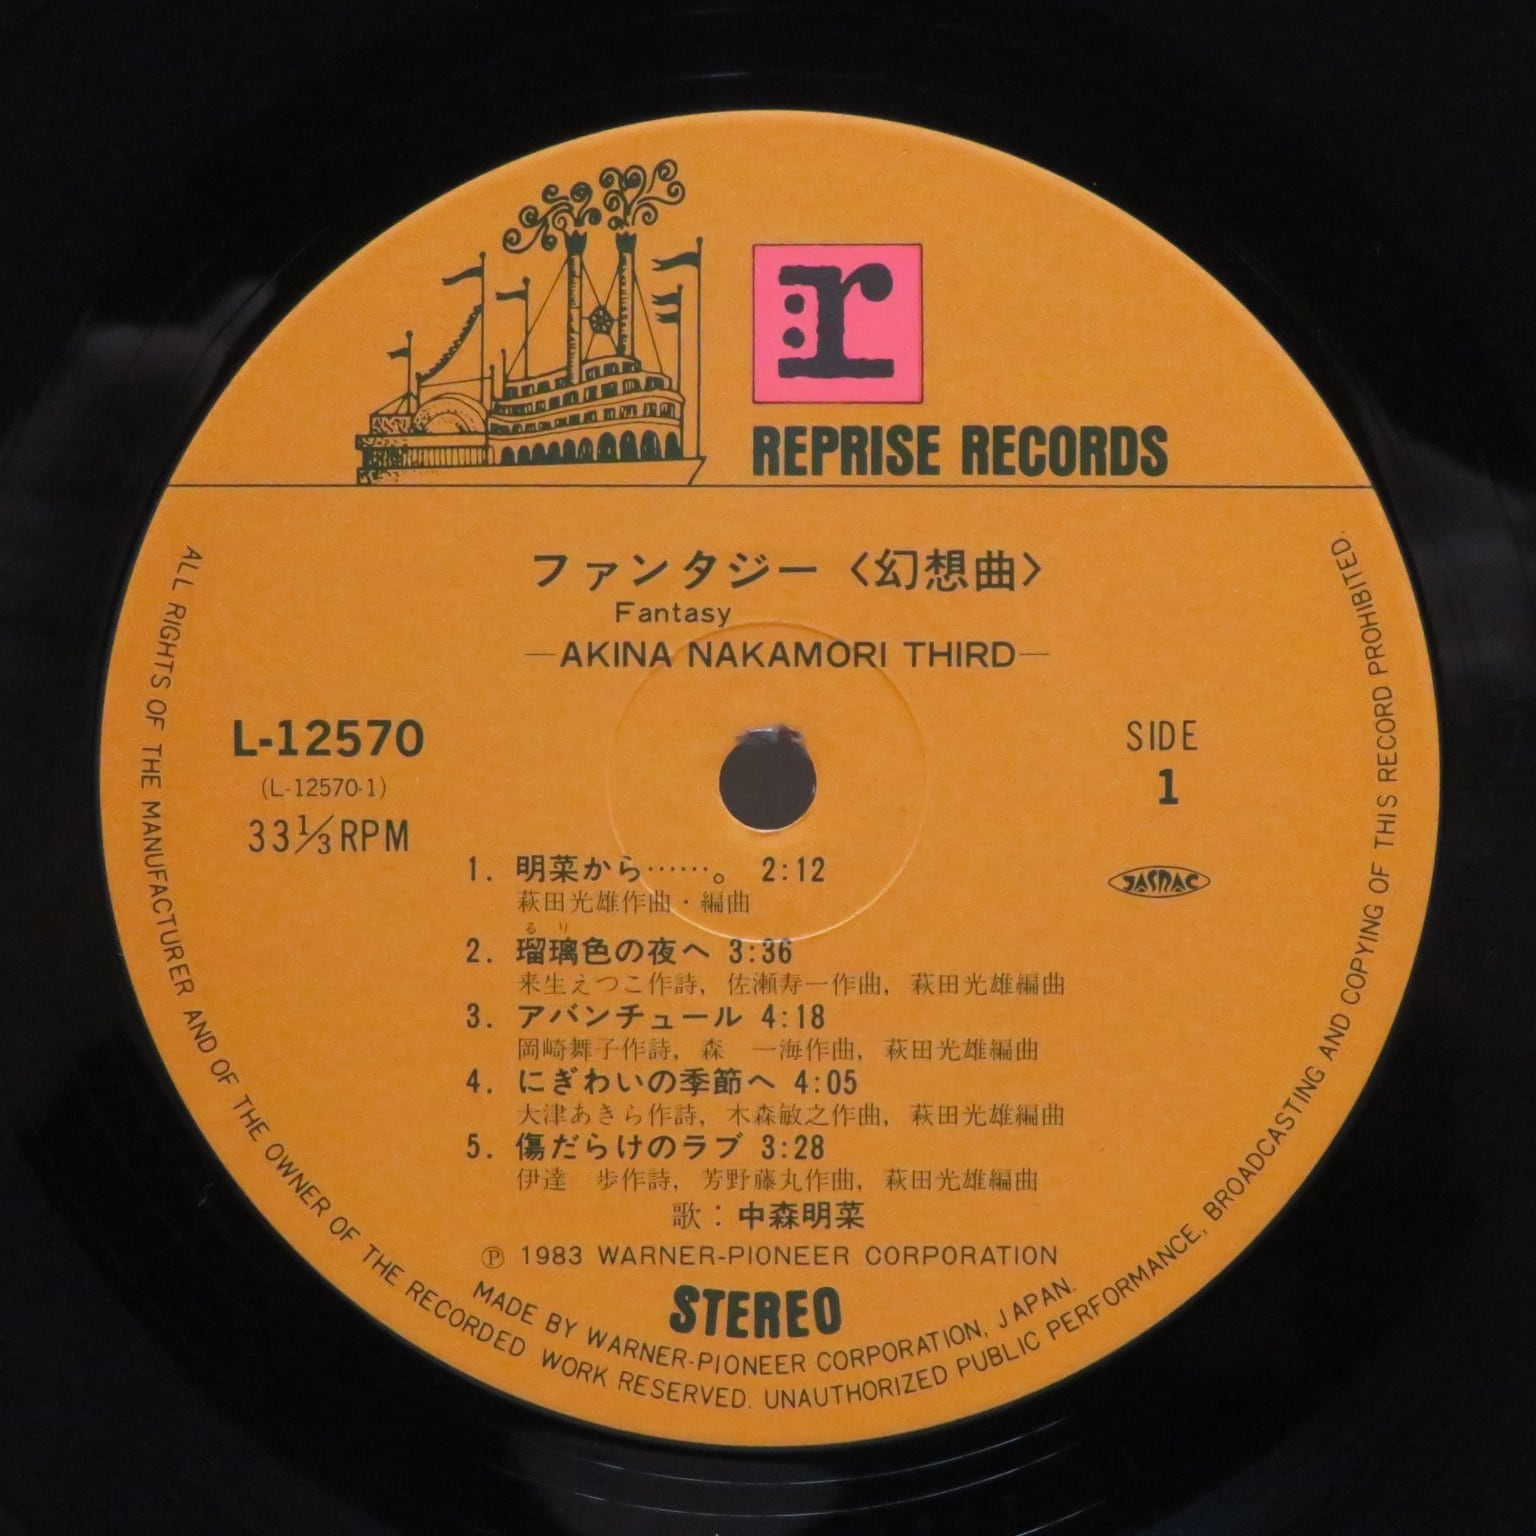 r
REPRISE RECORDS
ファンタジー〈幻想曲〉
Fantasy
—AKINA NAKAMORI THIRD—
L-12570
(L-12570-1)
33⅓RPM
SIDE
1
JASRAC
1. 明菜から……。 2:12
萩田光雄作曲・編曲
るり
2. 瑠璃色の夜へ 3:36
来生えつこ作詩, 佐瀬寿一作曲, 萩田光雄編曲
3. アバンチュール 4:18
岡崎舞子作詩, 森 一海作曲, 萩田光雄編曲
4. にぎわいの季節へ 4:05
大津あきら作詩, 木森敏之作曲, 萩田光雄編曲
5. 傷だらけのラブ 3:28
伊達 歩作詩, 芳野藤丸作曲, 萩田光雄編曲
歌：中森明菜
Ⓟ 1983 WARNER-PIONEER CORPORATION
STEREO
MADE BY WARNER-PIONEER CORPORATION, JAPAN.
ALL RIGHTS OF THE MANUFACTURER AND OF THE OWNER OF THE RECORDED WORK RESERVED. UNAUTHORIZED PUBLIC PERFORMANCE, BROADCASTING AND COPYING OF THIS RECORD PROHIBITED.